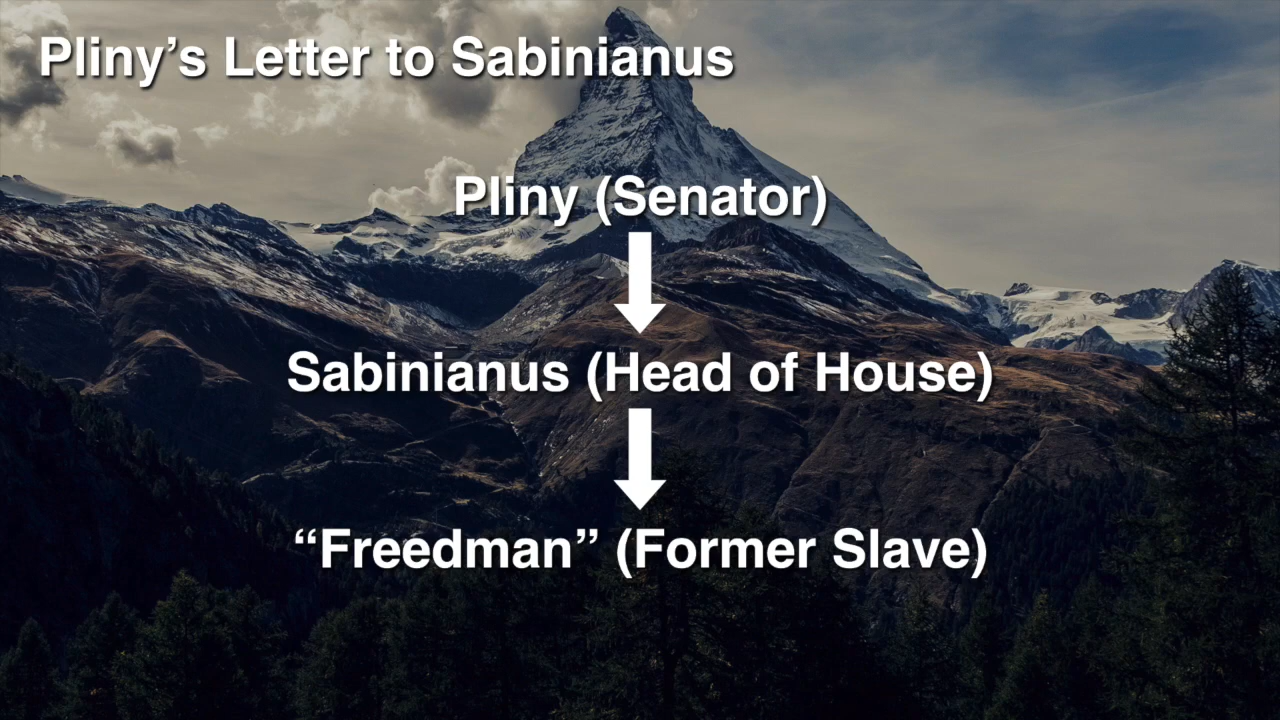 Pliny’s Letter to Sabinianus
Pliny (Senator)
Sabinianus (Head of House)
“Freedman” (Former Slave)